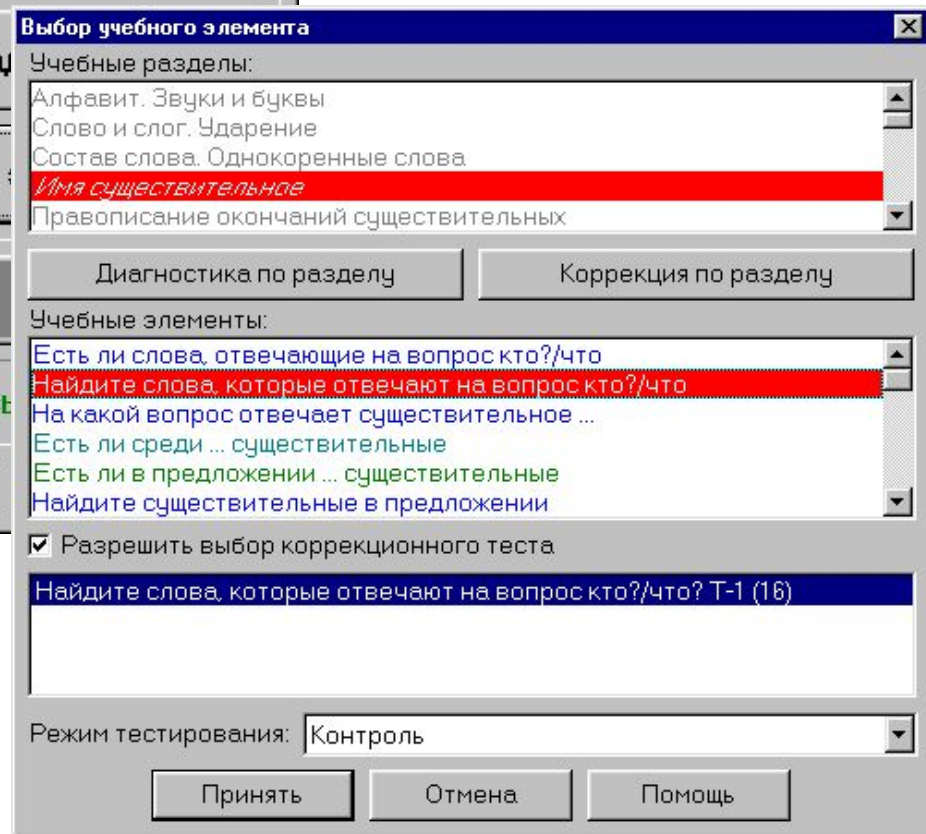 Выбор учебного элемента
Учебные разделы:
Алфавит. Звуки и буквы
Слово и слог. Ударение
Состав слова. Однокоренные слова
Имя существительное
Правописание окончаний существительных
Диагностика по разделу
Коррекция по разделу
Учебные элементы:
Есть ли слова, отвечающие на вопрос кто?/что
Найдите слова, которые отвечают на вопрос кто?/что
На какой вопрос отвечает существительное ...
Есть ли среди ... существительные
Есть ли в предложении ... существительные
Найдите существительные в предложении
Разрешить выбор коррекционного теста
Найдите слова, которые отвечают на вопрос кто?/что? Т-1 (16)
Режим тестирования: Контроль
Принять
Отмена
Помощь